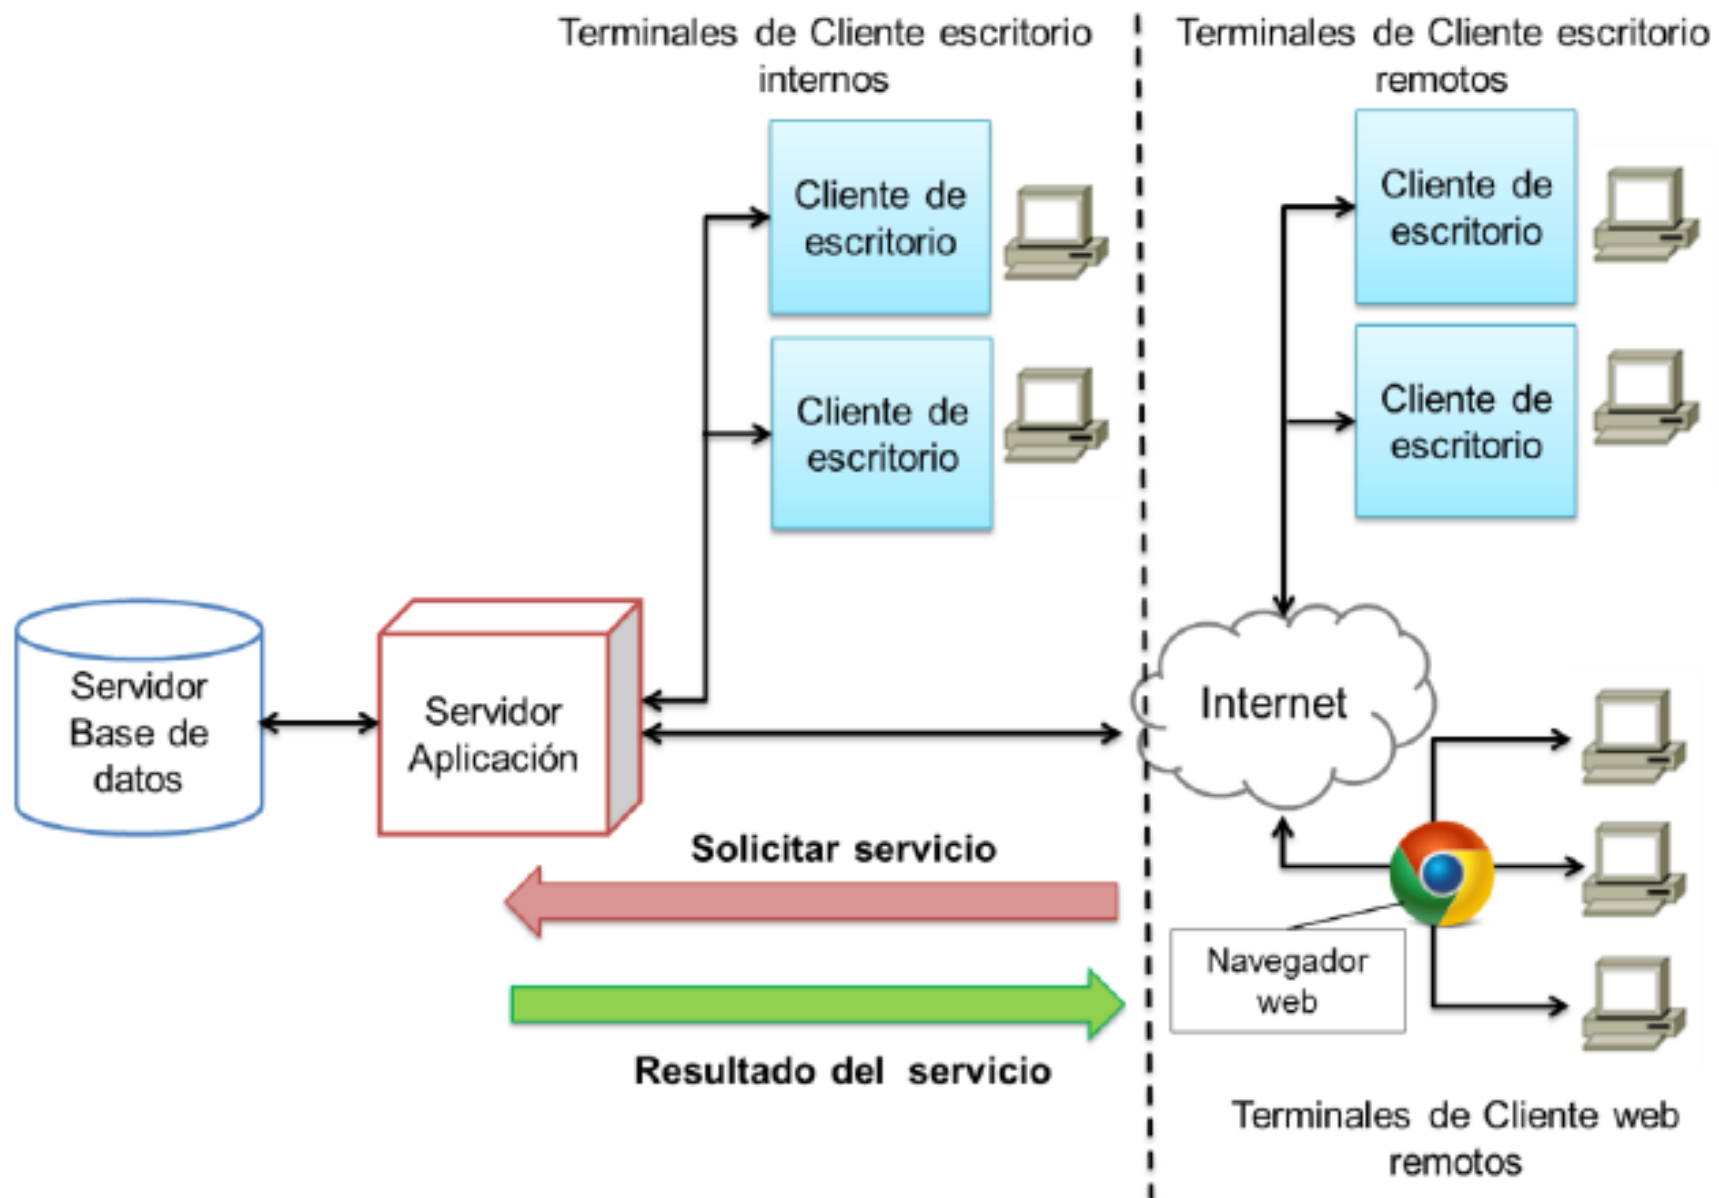 Terminales de Cliente escritorio
internos
Terminales de Cliente escritorio
remotos
Cliente de
escritorio
Cliente de
escritorio
Cliente de
escritorio
Cliente de
escritorio
Servidor
Base de
datos
Servidor
Aplicación
Internet
Solicitar servicio
Navegador
web
Resultado del servicio
Terminales de Cliente web
remotos